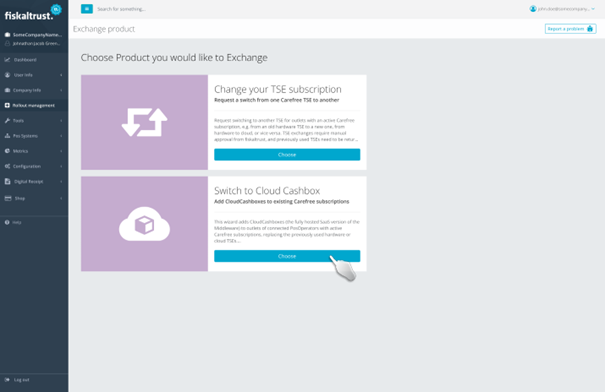 fiskaltrust.
Search for something...
Exchange product
Report a problem
SomeCompanyName...
Dashboard
User Info
Company Info
Rollout management
Tools
Pos-Systems
Metrics
Configuration
Digital Receipt
Shop
Help
Log out
Choose Product you would like to Exchange
Change your TSE subscription
Request a switch from one Carefree TSE to another
Request switching to another TSE for outlets with an active Carefree
subscription, e.g. from an old hardware TSE to a new one, from
hardware to cloud, or vice versa. TSE exchanges require manual
approval from fiskaltrust, and previously used TSEs need to be retur...
Choose
Switch to Cloud Cashbox
Add CloudCashboxes to existing Carefree subscriptions
This wizard adds CloudCashboxes (the fully hosted SaaS version of the
Middleware) to outlets of connected PosOperators with active
Carefree subscriptions, replacing the previously used hardware or
cloud TSEs...
Choose